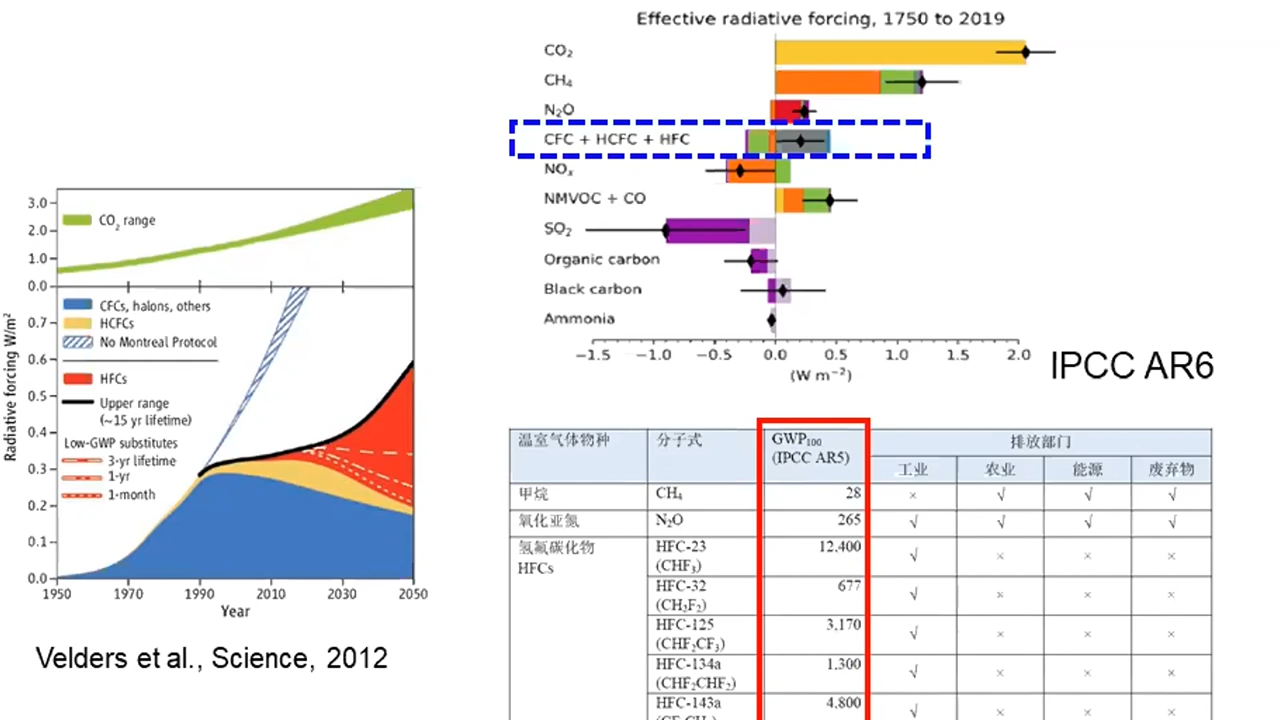 Effective radiative forcing, 1750 to 2019
CO₂
CH₄
N₂O
CFC + HCFC + HFC
NOₓ
NMVOC + CO
SO₂
Organic carbon
Black carbon
Ammonia
−1.5 −1.0 −0.5 0.0 0.5 1.0 1.5 2.0
(W m⁻²)
IPCC AR6
3.0
2.0
1.0
0.0
CO₂ range
Radiative forcing W/m²
0.7
0.6
0.5
0.4
0.3
0.2
0.1
0.0
CFCs, halons, others
HCFCs
No Montreal Protocol
HFCs
Upper range
(~15 yr lifetime)
Low-GWP substitutes
3-yr lifetime
1-yr
1-month
1950 1970 1990 2010 2030 2050
Year
Velders et al., Science, 2012
温室气体物种 分子式 GWP₁₀₀ 排放部门
(IPCC AR5)
工业 农业 能源 废弃物
甲烷 CH₄ 28 × √ √ √
氧化亚氮 N₂O 265 √ √ √ √
氢氟碳化物 HFC-23 12.400 √ × × ×
HFCs (CHF₃)
HFC-32 677 √ × × ×
(CH₂F₂)
HFC-125 3.170 √ × × ×
(CHF₂CF₃)
HFC-134a 1.300 √ × × ×
(CHF₂CHF₂)
HFC-143a 4.800 √ × × ×